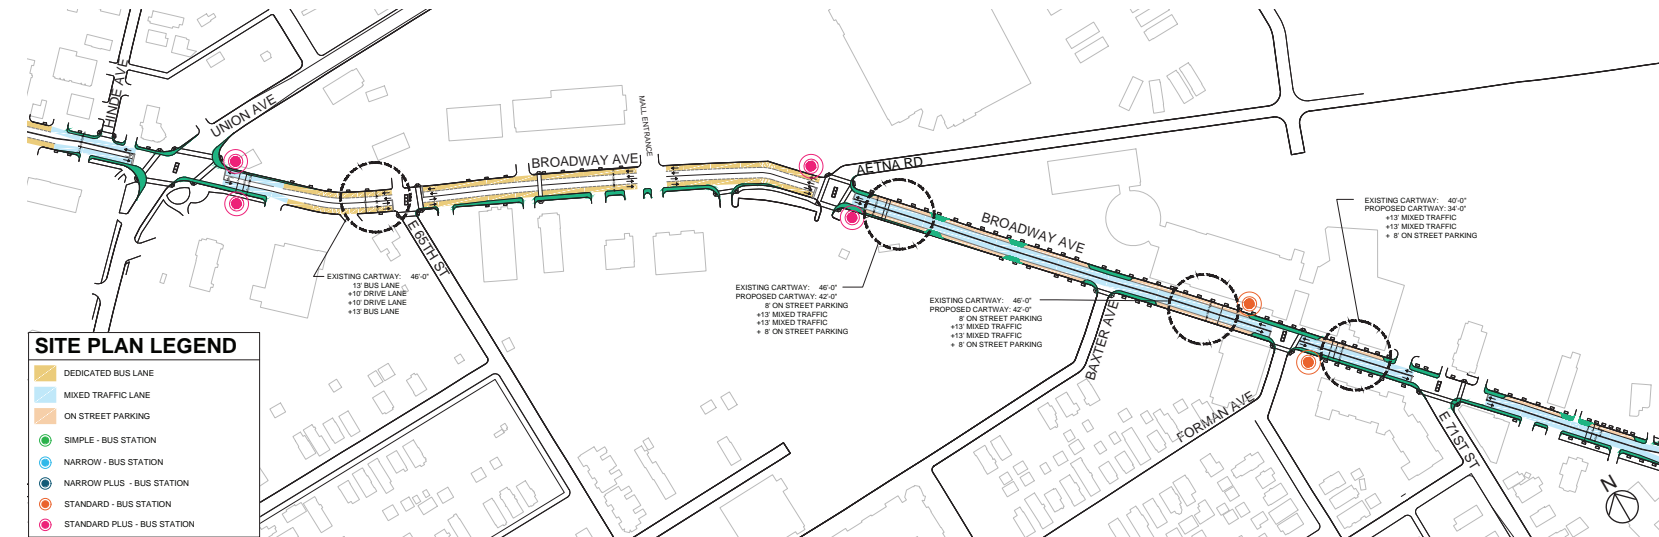 HINDE AVE
UNION AVE
BROADWAY AVE
MALL ENTRANCE
AETNA RD
E 65TH ST
BROADWAY AVE
BAXTER AVE
FORMAN AVE
E 71ST ST
EXISTING CARTWAY: 46'-0"
13' BUS LANE
+10' DRIVE LANE
+10' DRIVE LANE
+13' BUS LANE
EXISTING CARTWAY: 46'-0"
PROPOSED CARTWAY: 42'-0"
8' ON STREET PARKING
+13' MIXED TRAFFIC
+13' MIXED TRAFFIC
+ 8' ON STREET PARKING
EXISTING CARTWAY: 46'-0"
PROPOSED CARTWAY: 42'-0"
8' ON STREET PARKING
+13' MIXED TRAFFIC
+13' MIXED TRAFFIC
+ 8' ON STREET PARKING
EXISTING CARTWAY: 40'-0"
PROPOSED CARTWAY: 34'-0"
+13' MIXED TRAFFIC
+13' MIXED TRAFFIC
+ 8' ON STREET PARKING
SITE PLAN LEGEND
DEDICATED BUS LANE
MIXED TRAFFIC LANE
ON STREET PARKING
SIMPLE - BUS STATION
NARROW - BUS STATION
NARROW PLUS - BUS STATION
STANDARD - BUS STATION
STANDARD PLUS - BUS STATION
N